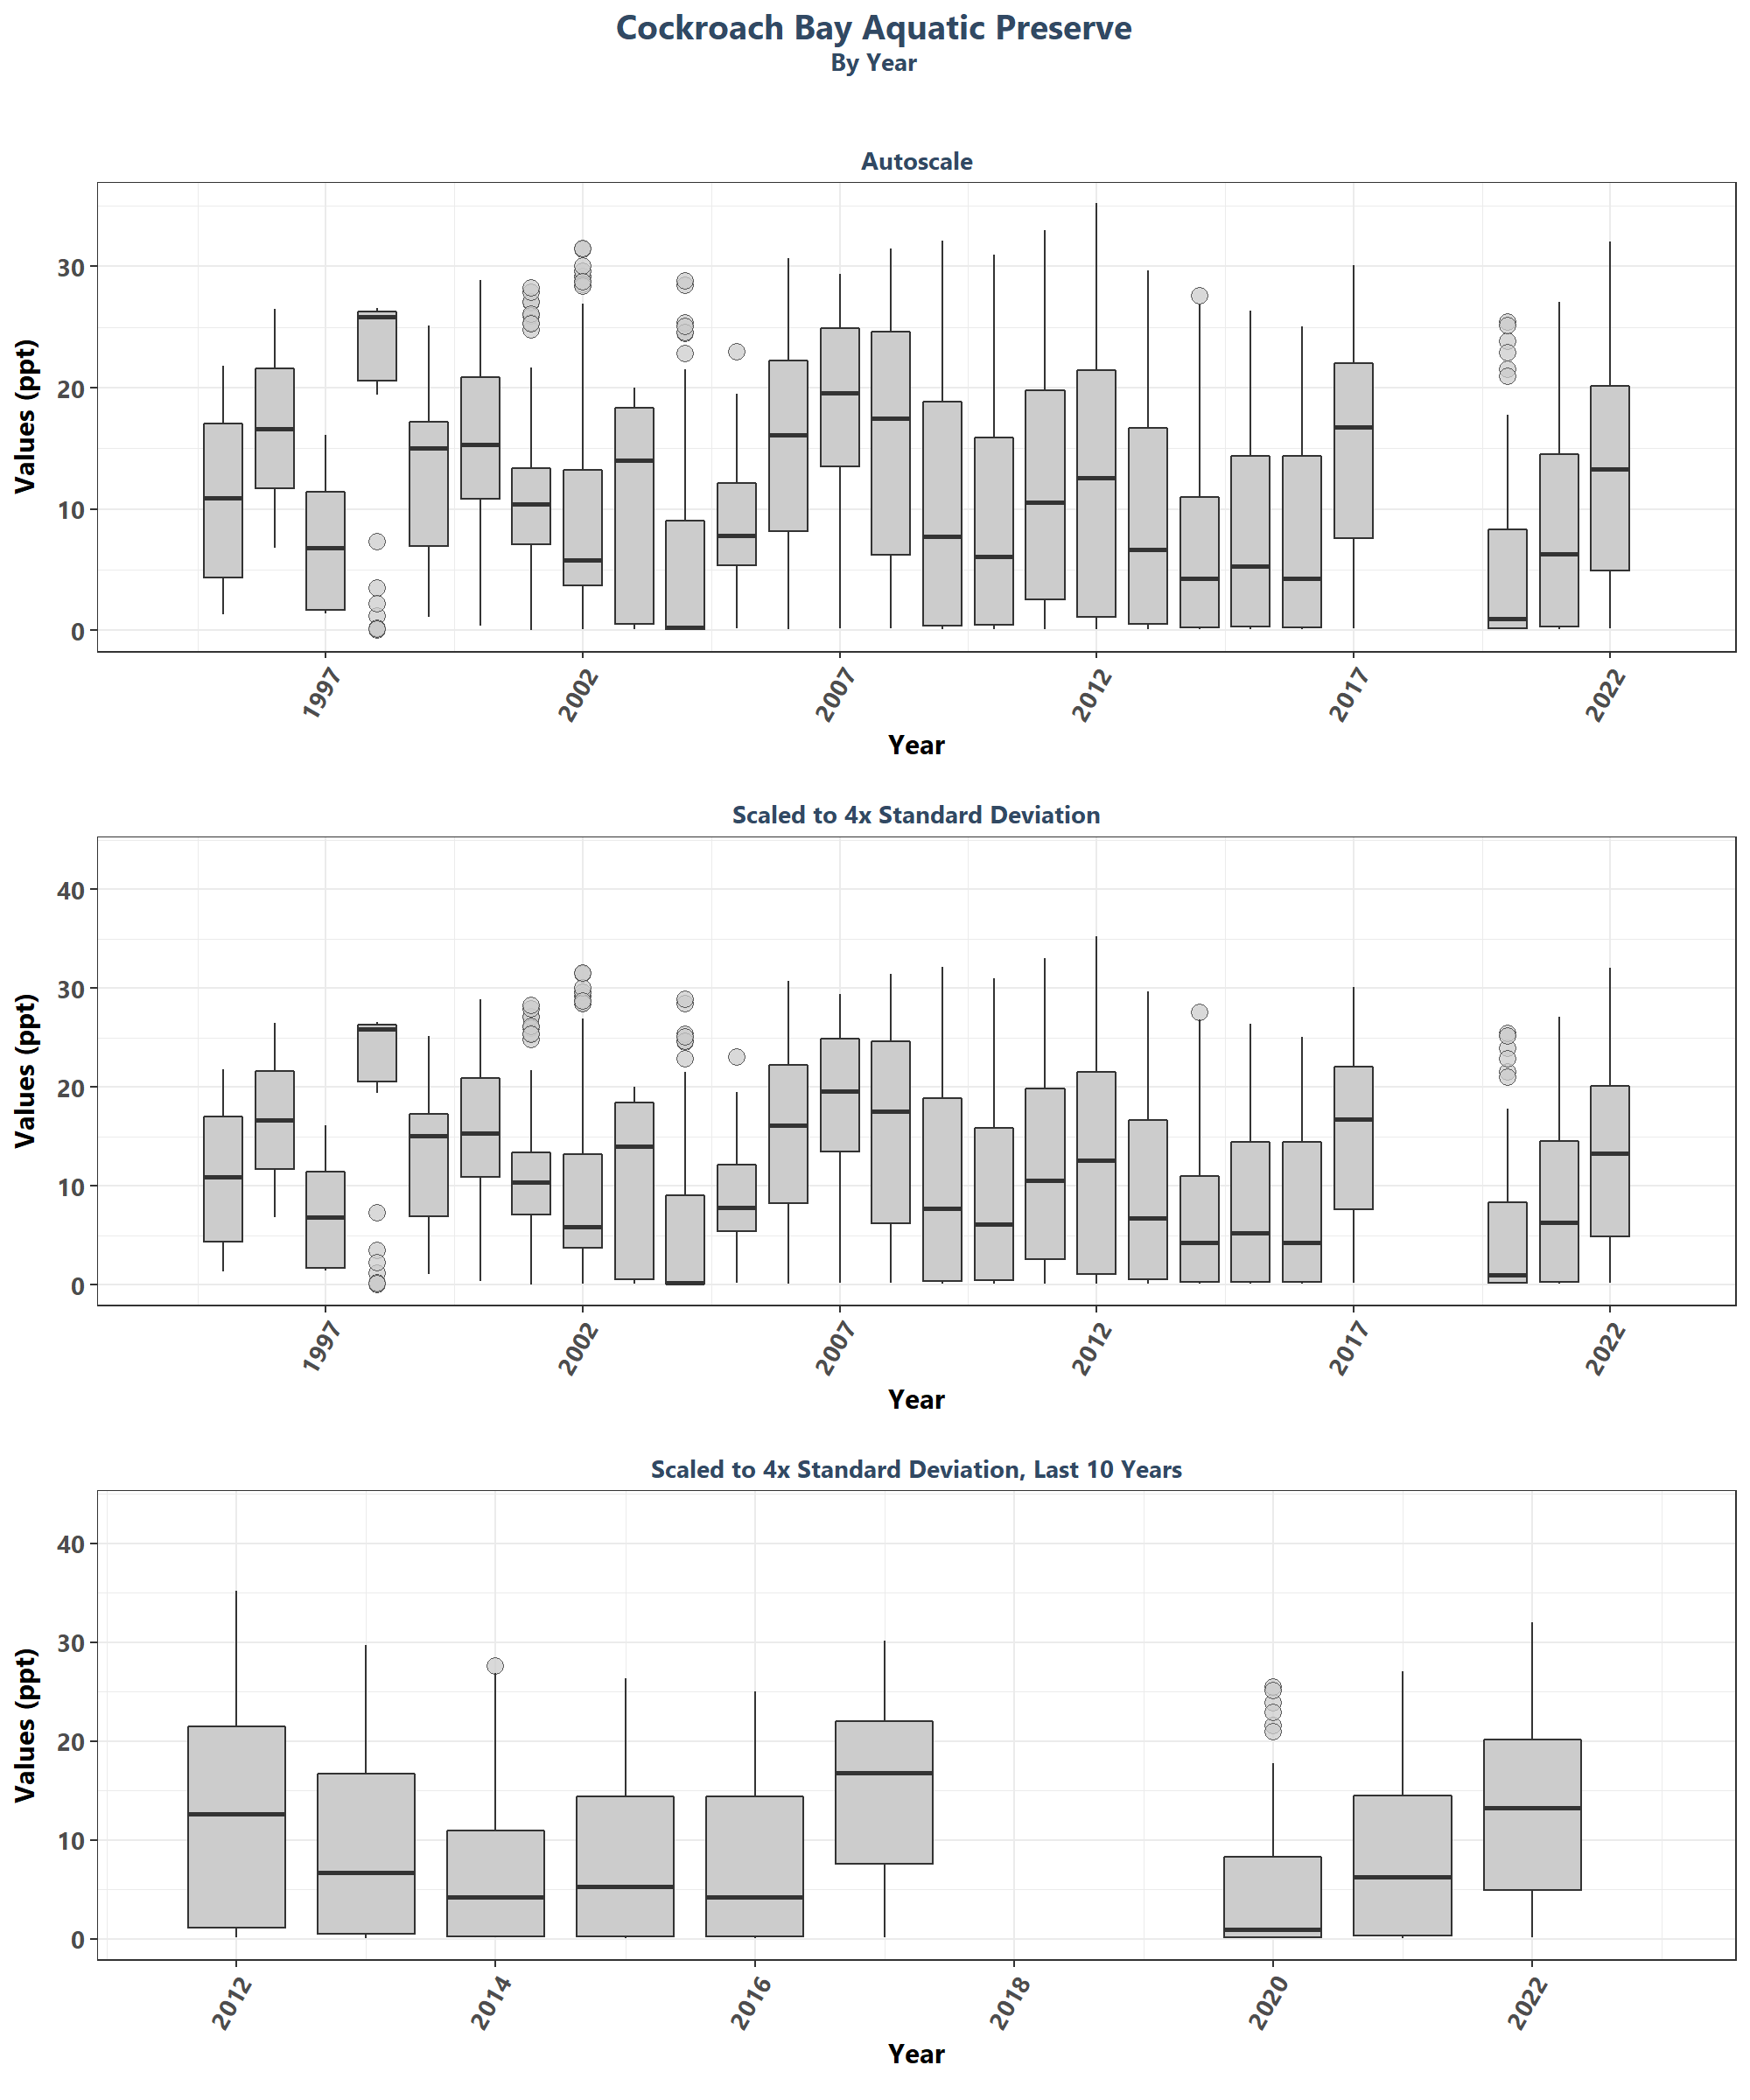 Cockroach Bay Aquatic Preserve
By Year
Autoscale
Values (ppt)
30
20
10
0
1997 2002 2007 2012 2017 2022
Year
Scaled to 4x Standard Deviation
Values (ppt)
40
30
20
10
0
1997 2002 2007 2012 2017 2022
Year
Scaled to 4x Standard Deviation, Last 10 Years
Values (ppt)
40
30
20
10
0
2012 2014 2016 2018 2020 2022
Year